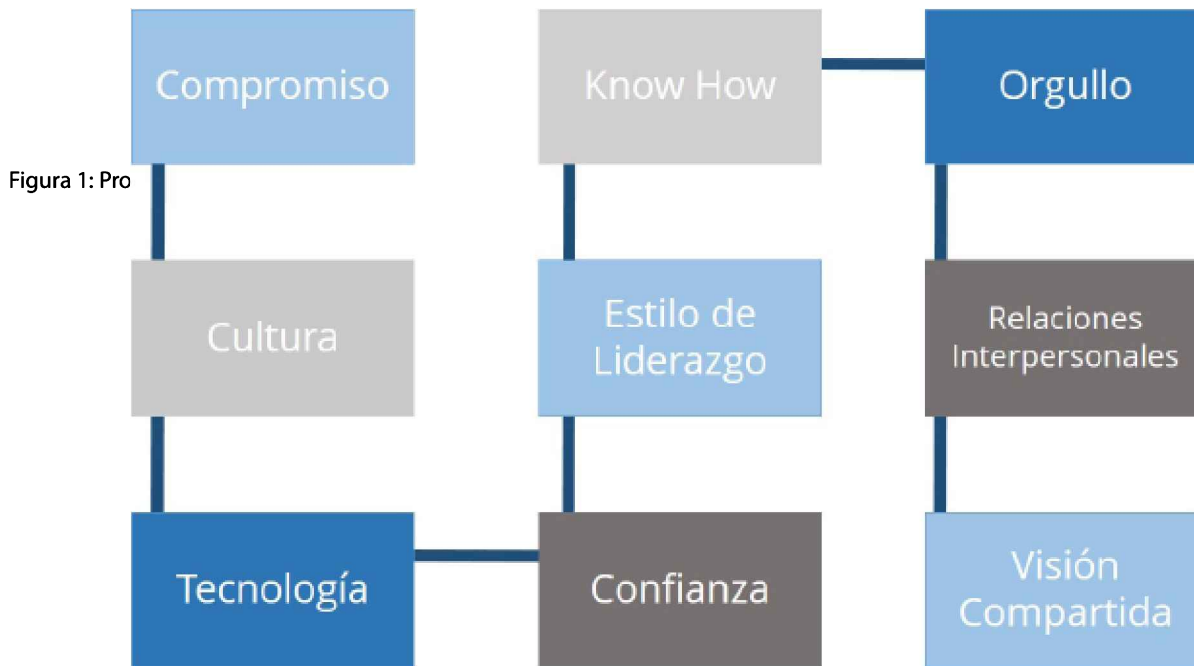 Compromiso
Know How
Orgullo
Figura 1: Pro
Cultura
Estilo de
Liderazgo
Relaciones
Interpersonales
Tecnología
Confianza
Visión
Compartida